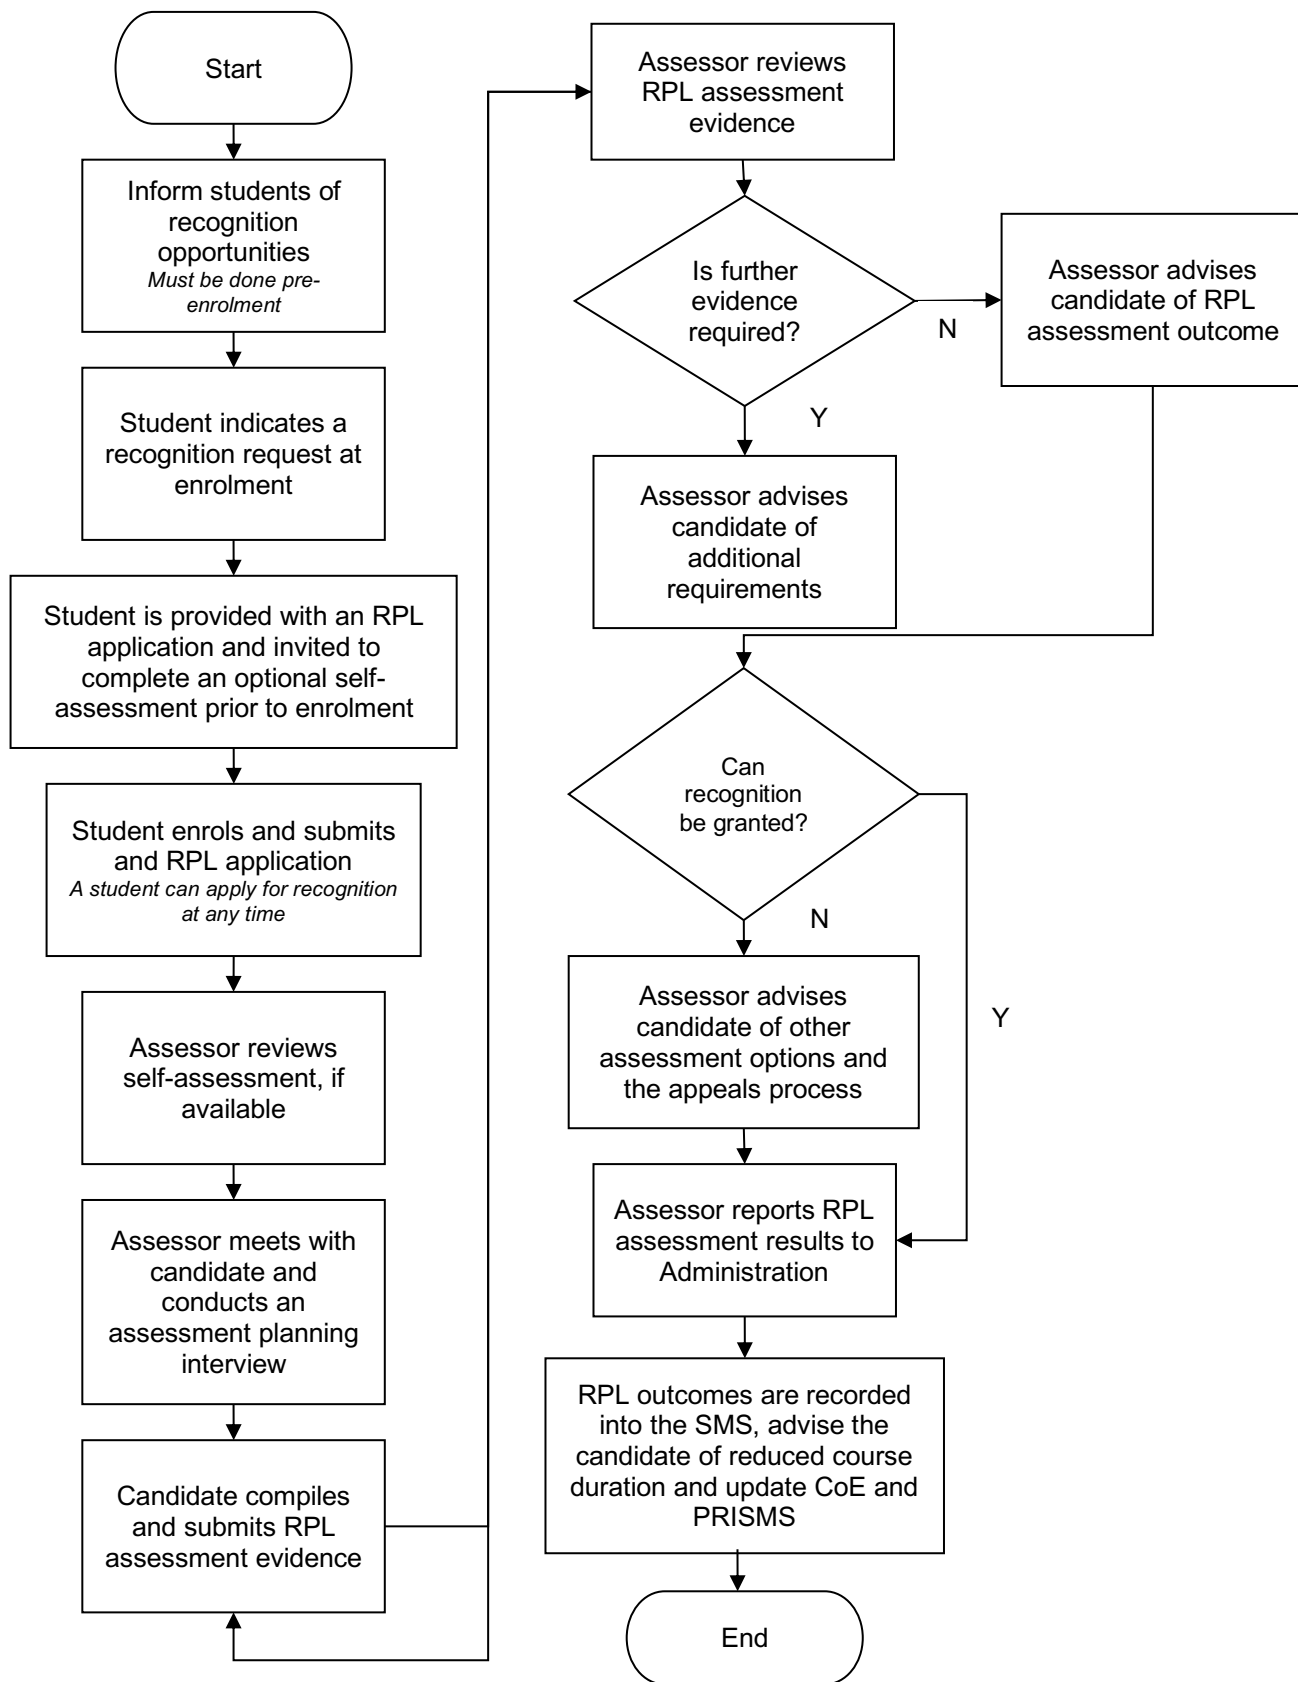 Start
Inform students of
recognition
opportunities
Must be done pre-
enrolment
Student indicates a
recognition request at
enrolment
Student is provided with an RPL
application and invited to
complete an optional self-
assessment prior to enrolment
Student enrols and submits
and RPL application
A student can apply for recognition
at any time
Assessor reviews
self-assessment, if
available
Assessor meets with
candidate and
conducts an
assessment planning
interview
Candidate compiles
and submits RPL
assessment evidence
Assessor reviews
RPL assessment
evidence
Is further
evidence
required?
N
Assessor advises
candidate of RPL
assessment outcome
Y
Assessor advises
candidate of
additional
requirements
Can
recognition
be granted?
N
Y
Assessor advises
candidate of other
assessment options and
the appeals process
Assessor reports RPL
assessment results to
Administration
RPL outcomes are recorded
into the SMS, advise the
candidate of reduced course
duration and update CoE and
PRISMS
End